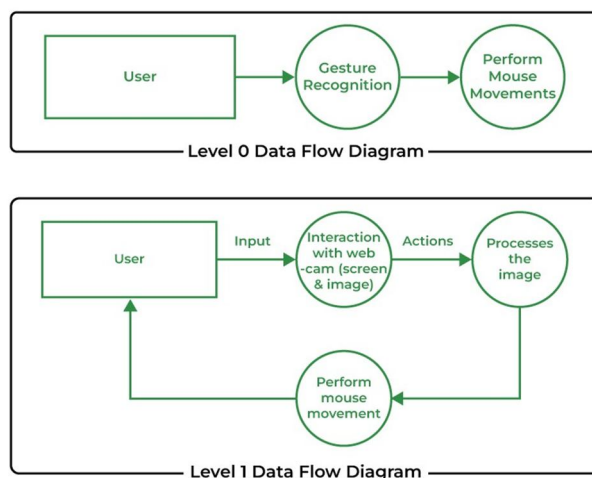 User
Gesture
Recognition
Perform
Mouse
Movements
Level 0 Data Flow Diagram
User
Input
Interaction
with web
-cam (screen
& image)
Actions
Processes
the
image
Perform
mouse
movement
Level 1 Data Flow Diagram